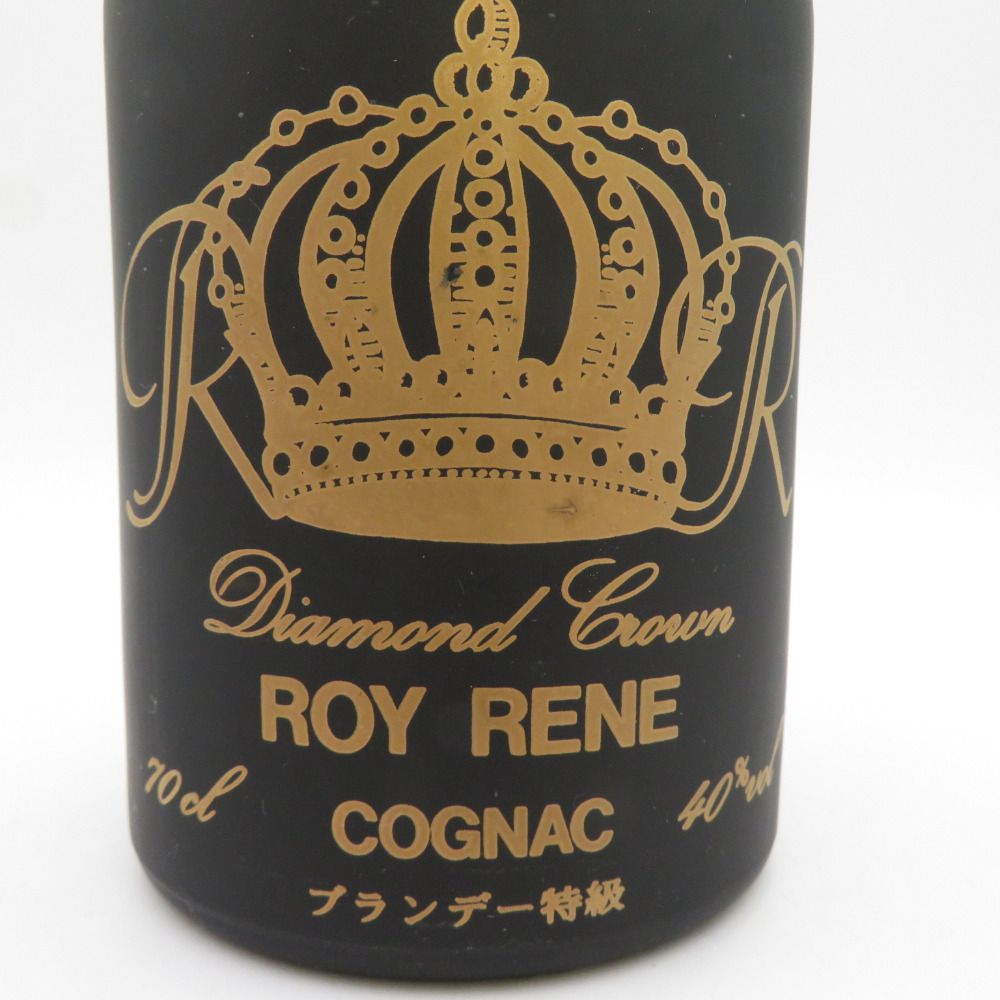 R R
Diamond Crown
ROY RENE
70 cl
40% vol
COGNAC
ブランデー特級